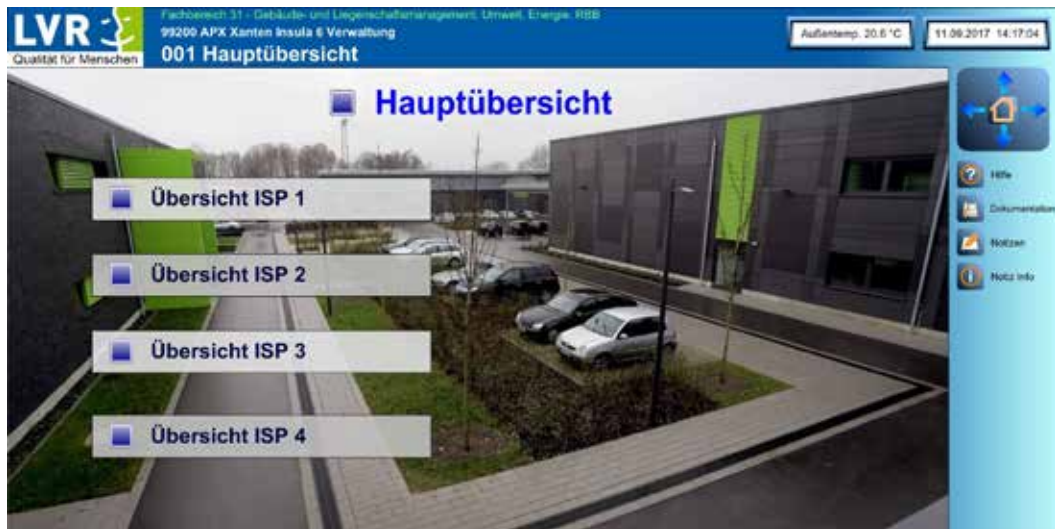 LVR
Qualität für Menschen
Fachbereich 31 - Gebäude- und Liegenschaftsmanagement, Umwelt, Energie, RBB
99200 APX Xanten Insula 6 Verwaltung
001 Hauptübersicht
Außentemp. 20.6 °C
11.09.2017 14:17:04
Hauptübersicht
Übersicht ISP 1
Übersicht ISP 2
Übersicht ISP 3
Übersicht ISP 4
Hilfe
Dokumentation
Notizen
Notiz Info